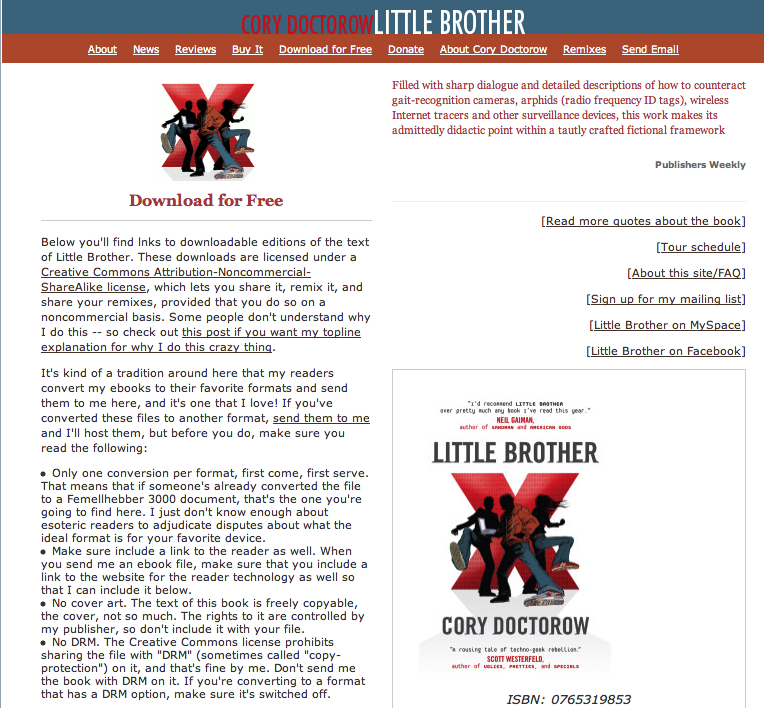 CORY DOCTOROW LITTLE BROTHER
About News Reviews Buy It Download for Free Donate About Cory Doctorow Remixes Send Email
Download for Free
Below you'll find lnks to downloadable editions of the text
of Little Brother. These downloads are licensed under a
Creative Commons Attribution-Noncommercial-
ShareAlike license, which lets you share it, remix it, and
share your remixes, provided that you do so on a
noncommercial basis. Some people don't understand why
I do this -- so check out this post if you want my topline
explanation for why I do this crazy thing.
It's kind of a tradition around here that my readers
convert my ebooks to their favorite formats and send
them to me here, and it's one that I love! If you've
converted these files to another format, send them to me
and I'll host them, but before you do, make sure you
read the following:
• Only one conversion per format, first come, first serve.
That means that if someone's already converted the file
to a Femellhebber 3000 document, that's the one you're
going to find here. I just don't know enough about
esoteric readers to adjudicate disputes about what the
ideal format is for your favorite device.
• Make sure include a link to the reader as well. When
you send me an ebook file, make sure that you include a
link to the website for the reader technology as well so
that I can include it below.
• No cover art. The text of this book is freely copyable,
the cover, not so much. The rights to it are controlled by
my publisher, so don't include it with your file.
• No DRM. The Creative Commons license prohibits
sharing the file with "DRM" (sometimes called "copy-
protection") on it, and that's fine by me. Don't send me
the book with DRM on it. If you're converting to a format
that has a DRM option, make sure it's switched off.
Filled with sharp dialogue and detailed descriptions of how to counteract
gait-recognition cameras, arphids (radio frequency ID tags), wireless
Internet tracers and other surveillance devices, this work makes its
admittedly didactic point within a tautly crafted fictional framework
Publishers Weekly
[Read more quotes about the book]
[Tour schedule]
[About this site/FAQ]
[Sign up for my mailing list]
[Little Brother on MySpace]
[Little Brother on Facebook]
"I'd recommend LITTLE BROTHER
over pretty much any book I've read this year."
NEIL GAIMAN,
author of SANDMAN and AMERICAN GODS
LITTLE BROTHER
CORY DOCTOROW
"A rousing tale of techno-geek rebellion."
SCOTT WESTERFELD,
author of UGLIES, PRETTIES, and SPECIALS
ISBN: 0765319853